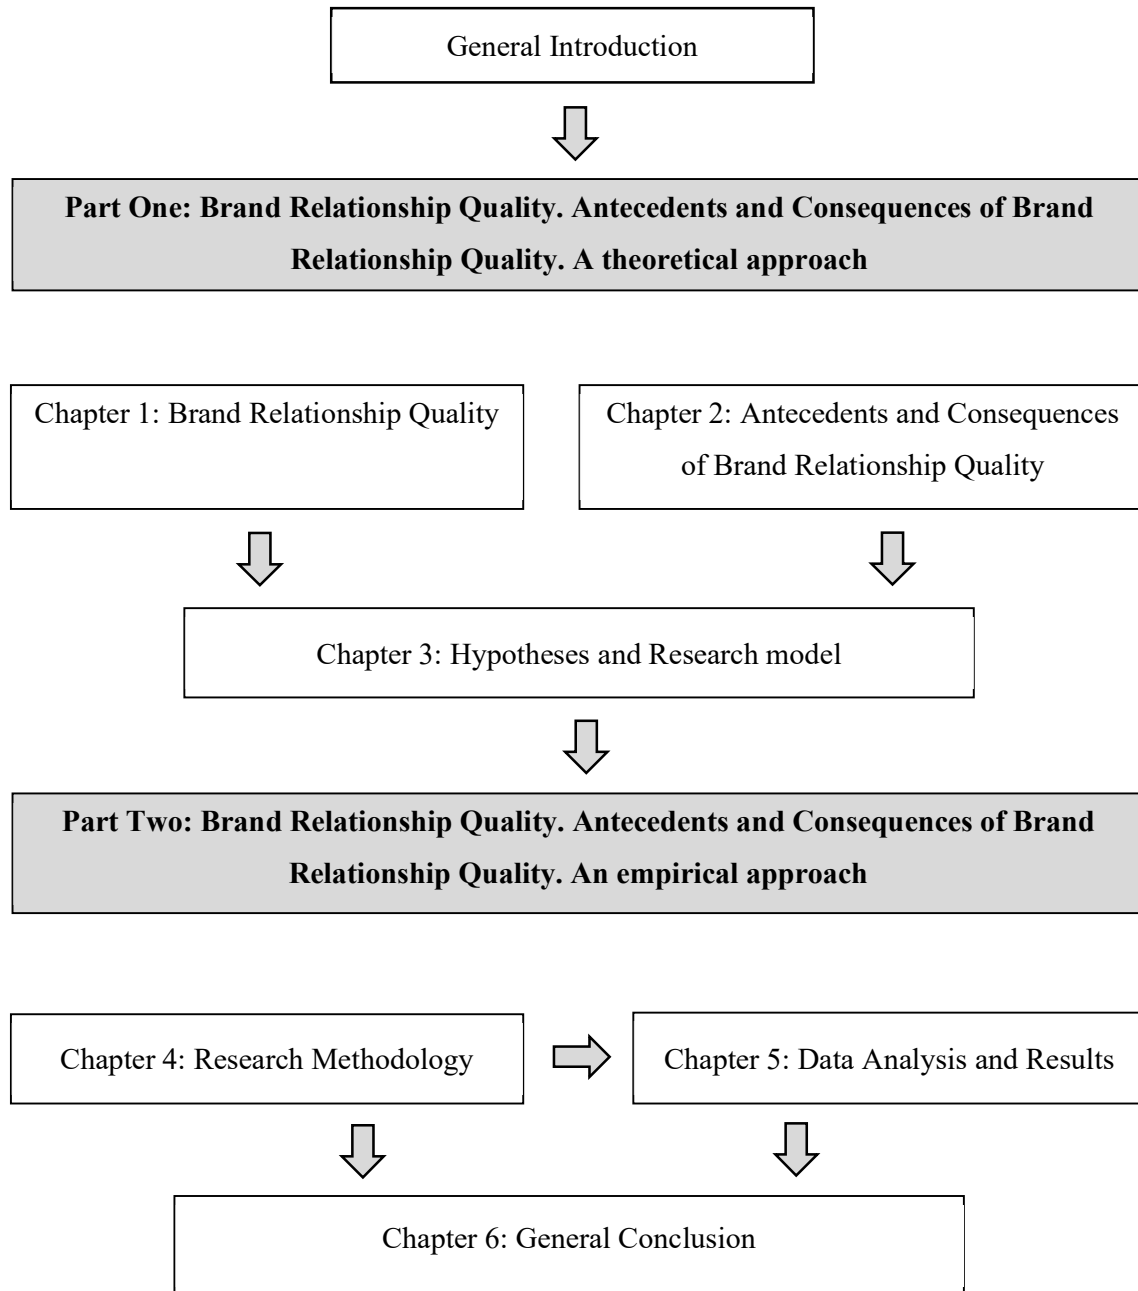 General Introduction
Part One: Brand Relationship Quality. Antecedents and Consequences of Brand
Relationship Quality. A theoretical approach
Chapter 1: Brand Relationship Quality
Chapter 2: Antecedents and Consequences
of Brand Relationship Quality
Chapter 3: Hypotheses and Research model
Part Two: Brand Relationship Quality. Antecedents and Consequences of Brand
Relationship Quality. An empirical approach
Chapter 4: Research Methodology
Chapter 5: Data Analysis and Results
Chapter 6: General Conclusion